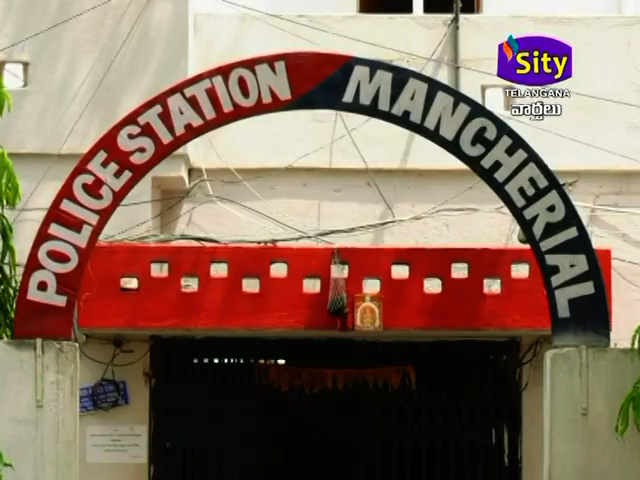 POLICE STATION MANCHERIAL
Sity
TELANGANA
వార్తలు